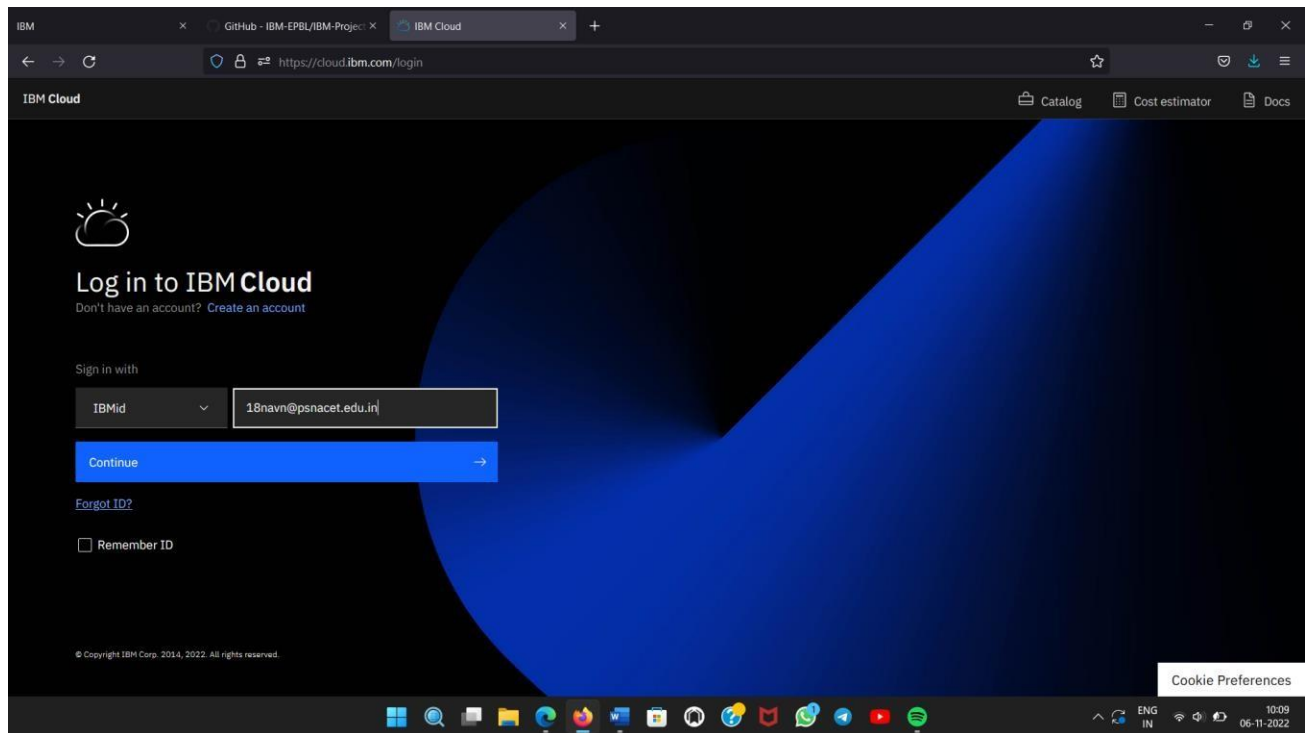 IBM
GitHub - IBM-EPBL/IBM-Project
IBM Cloud
https://cloud.ibm.com/login
IBM Cloud
Catalog
Cost estimator
Docs
Log in to IBM Cloud
Don't have an account? Create an account
Sign in with
IBMid
18navn@psnacet.edu.in
Continue
Forgot ID?
Remember ID
© Copyright IBM Corp. 2014, 2022. All rights reserved.
Cookie Preferences
ENG
IN
10:09
06-11-2022